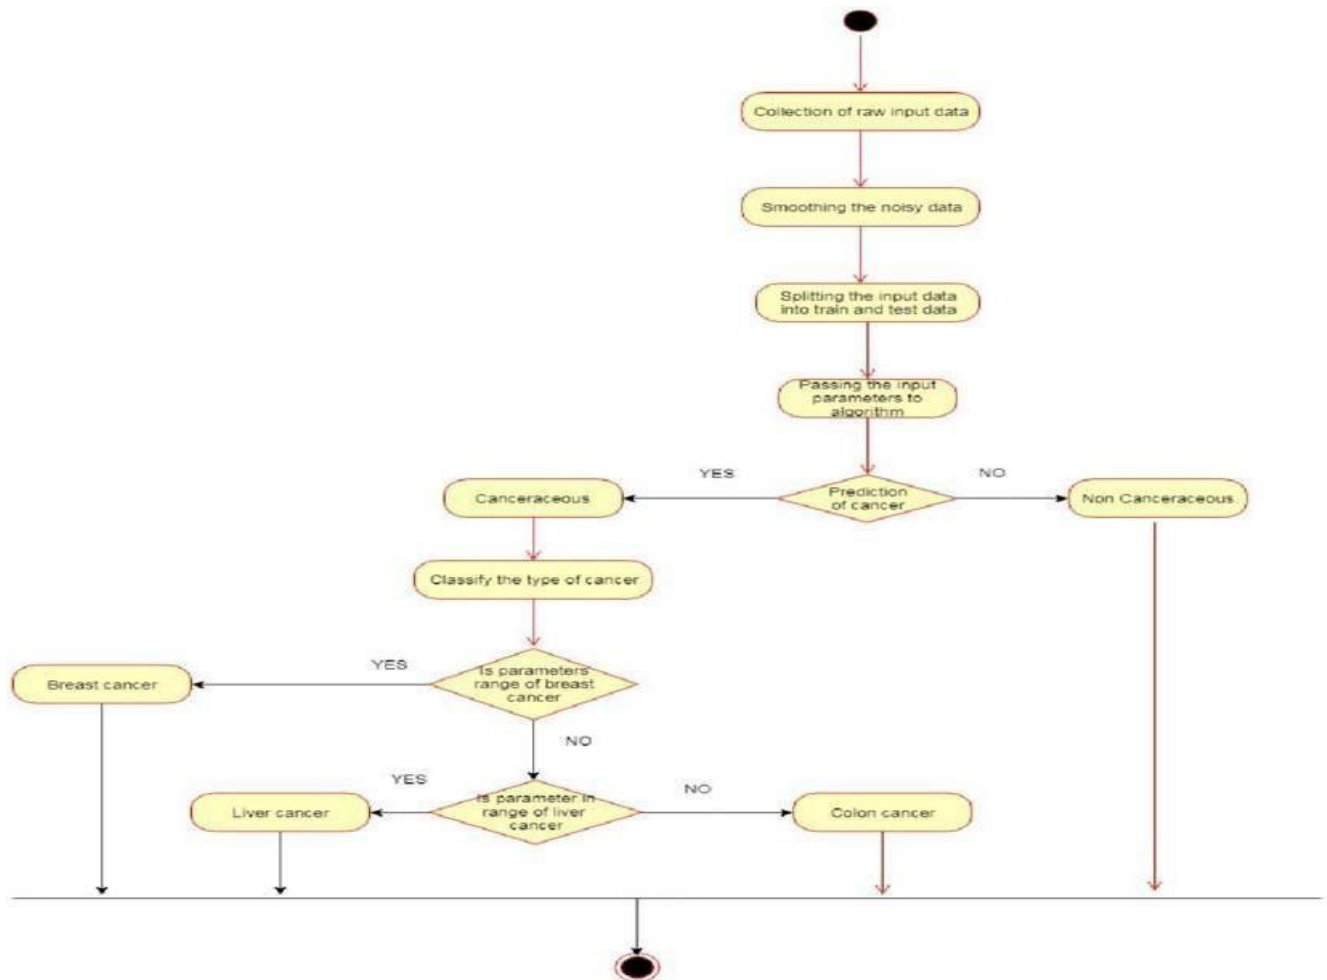 Collection of raw input data
Smoothing the noisy data
Splitting the input data
into train and test data
Passing the input
parameters to
algorithm
YES
NO
Canceraceous
Prediction
of cancer
Non Canceraceous
Classify the type of cancer
YES
Is parameters
range of breast
cancer
Breast cancer
NO
YES
Is parameter in
range of liver
cancer
NO
Liver cancer
Colon cancer